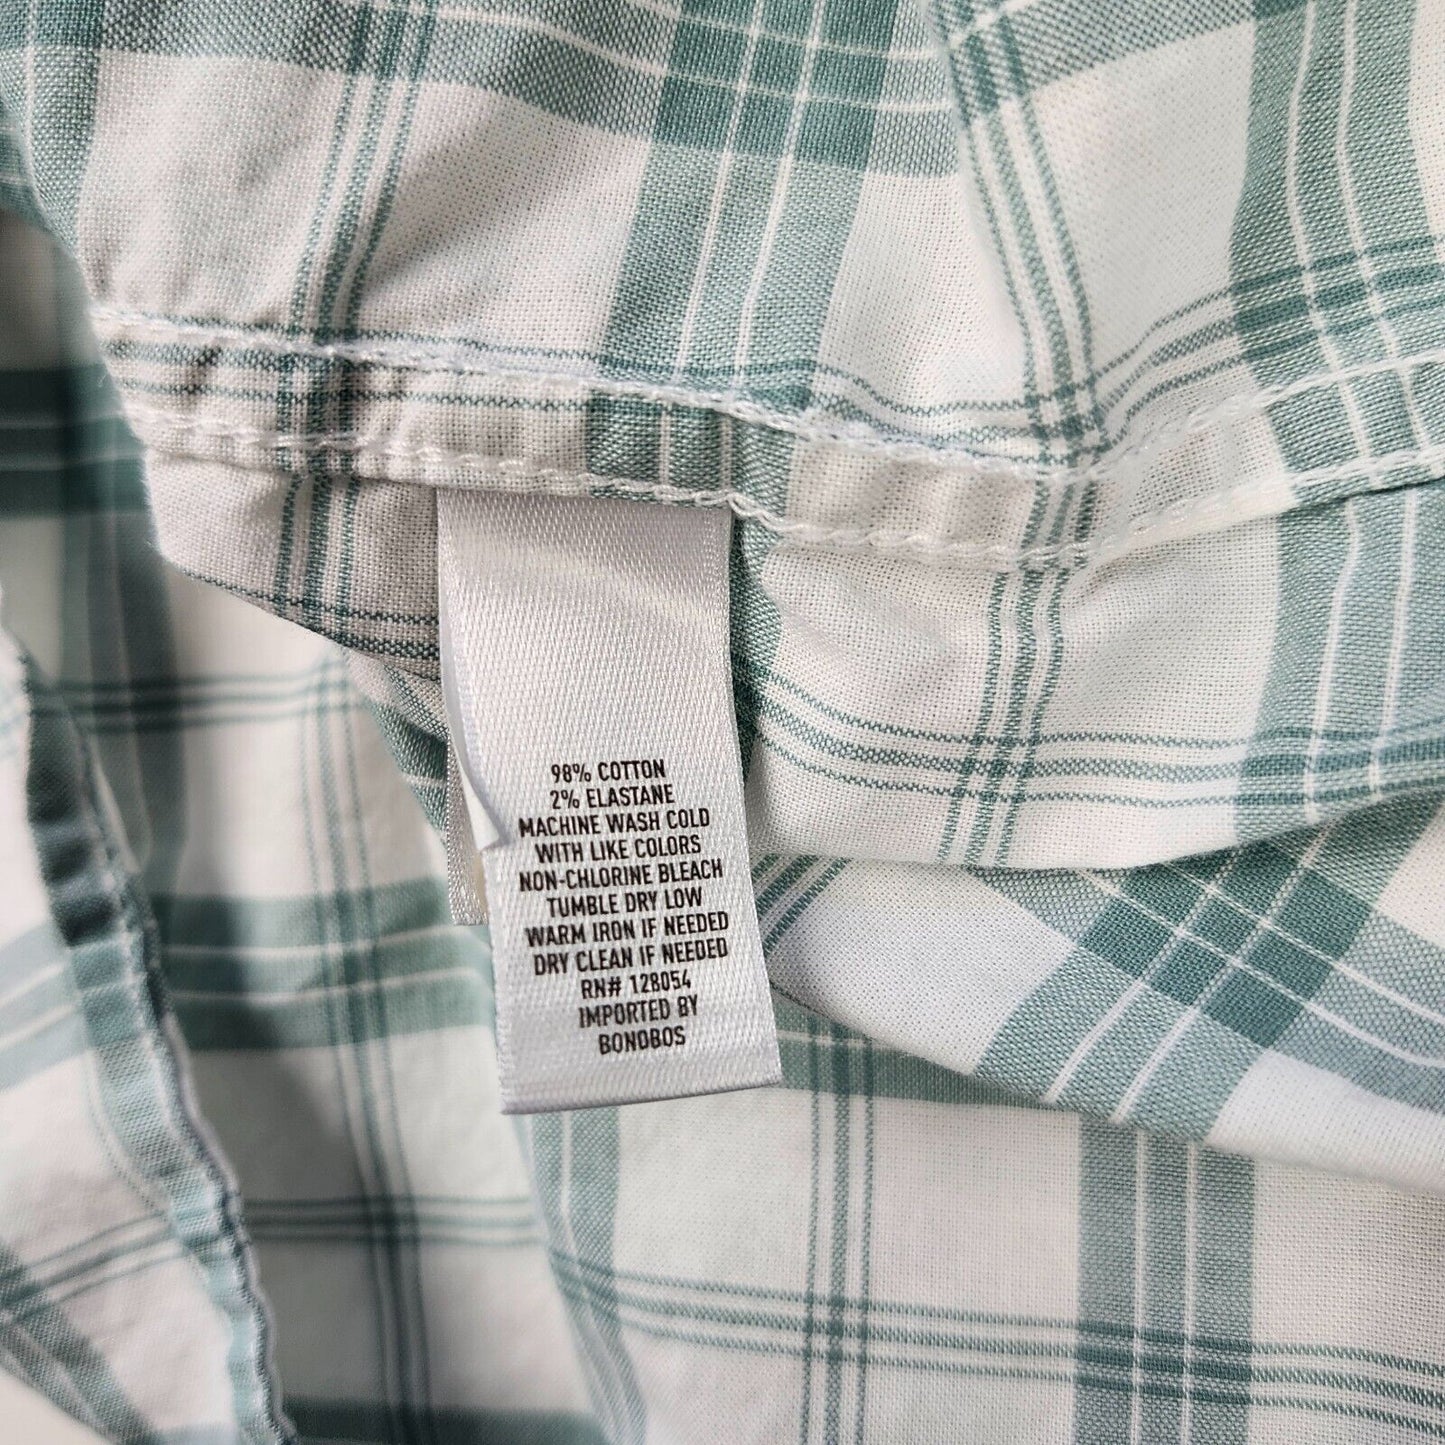 98% COTTON
2% ELASTANE
MACHINE WASH COLD
WITH LIKE COLORS
NON-CHLORINE BLEACH
TUMBLE DRY LOW
WARM IRON IF NEEDED
DRY CLEAN IF NEEDED
RN# 128054
IMPORTED BY
BONOBOS